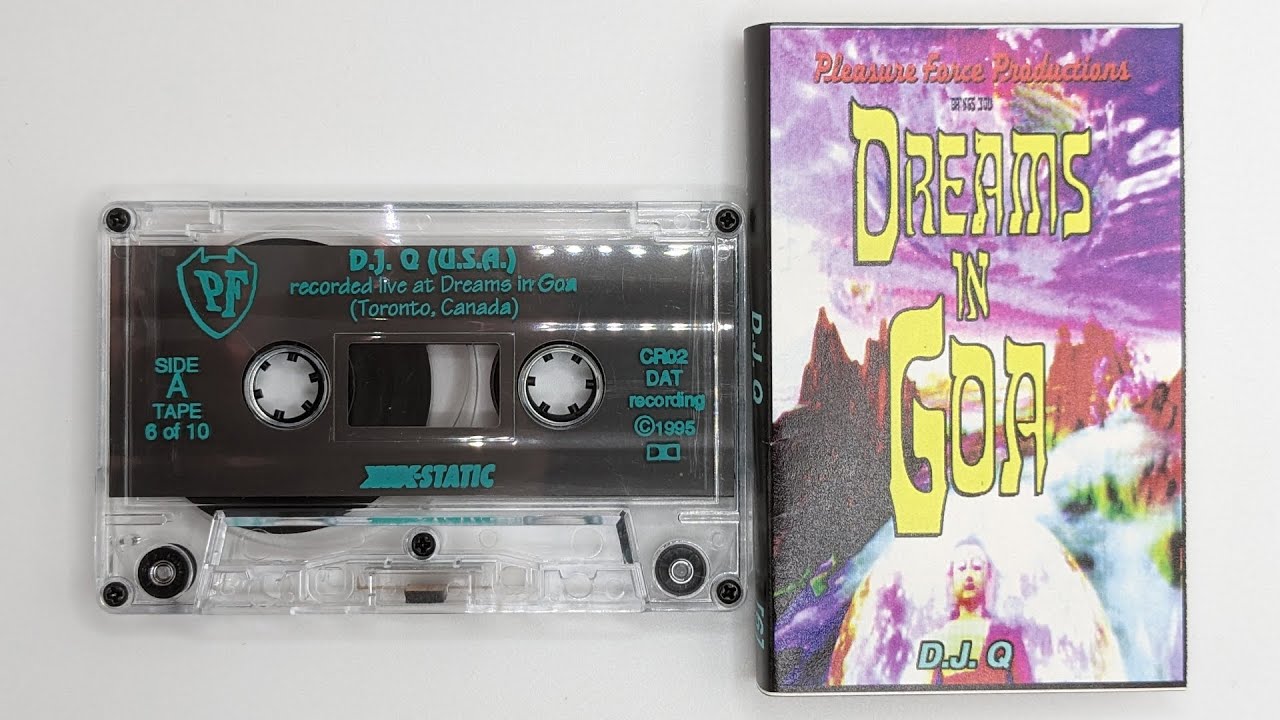 PF
D.J. Q (U.S.A.)
recorded live at Dreams in Goa
(Toronto, Canada)
SIDE
A
TAPE
6 of 10
CR02
DAT
recording
©1995
-STATIC
D.J. Q
Pleasure Force Productions
DREAMS
IN
GOA
D.J. Q